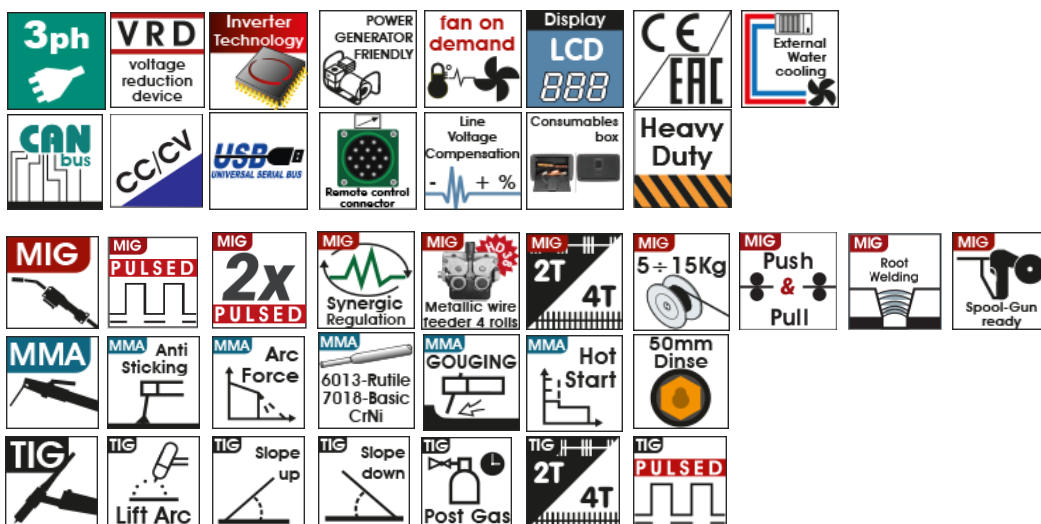 3ph
VRD
voltage
reduction
device
Inverter
Technology
POWER
GENERATOR
FRIENDLY
fan on
demand
Display
LCD
888
CE
EAC
External
Water
cooling
CAN
bus
CC/CV
USB
UNIVERSAL SERIAL BUS
Remote control
connector
Line
Voltage
Compensation
- + %
Consumables
box
Heavy
Duty
MIG
MIG
PULSED
MIG
2x
PULSED
MIG
Synergic
Regulation
MIG
Metallic wire
feeder 4 rolls
MIG
2T
4T
MIG
5÷15Kg
MIG
Push
&
Pull
MIG
Root
Welding
MIG
Spool-Gun
ready
MMA
MMA Anti
Sticking
MMA Arc
Force
MMA
6013-Rutile
7018-Basic
CrNi
MMA
GOUGING
MMA Hot
Start
50mm
Dinse
TIG
TIG
Lift Arc
TIG Slope
up
TIG Slope
down
TIG
Post Gas
TIG
2T
4T
TIG
PULSED